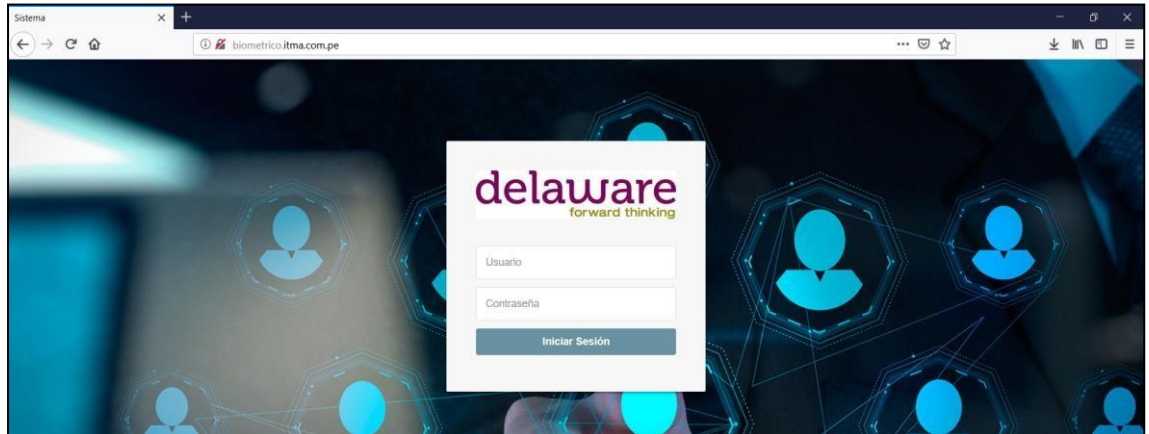 Sistema
biometrico.itma.com.pe
delaware
forward thinking
Usuario
Contraseña
Iniciar Sesión